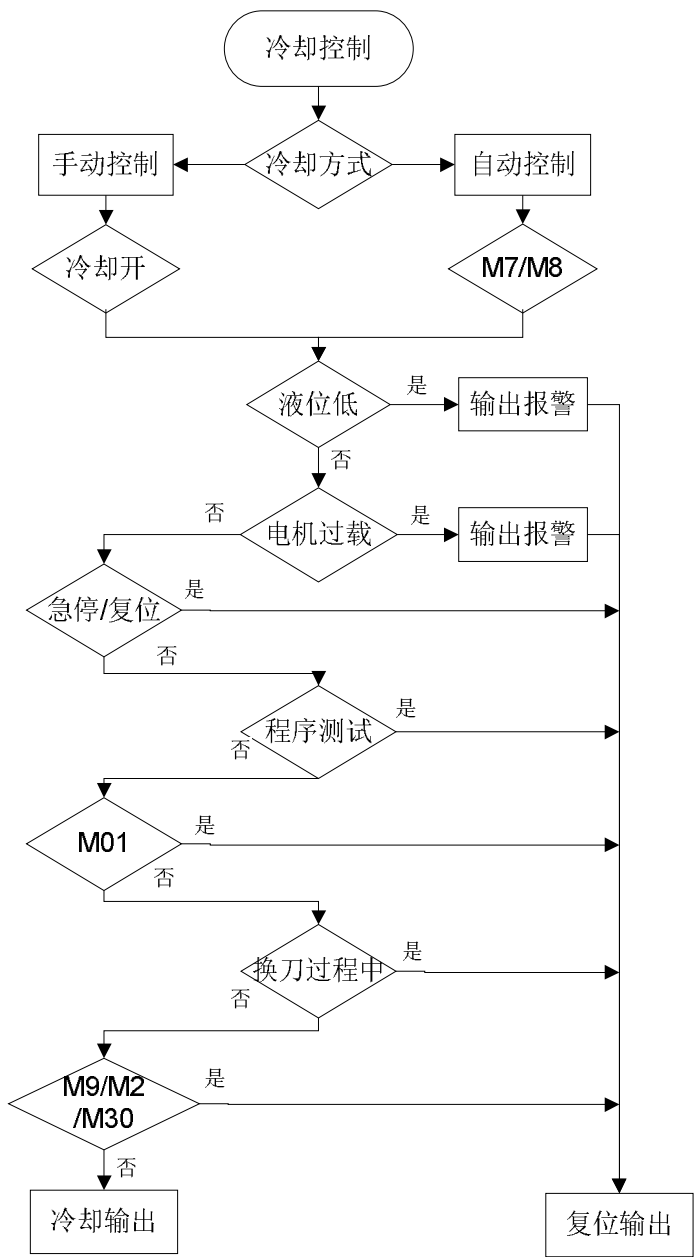 冷却控制
手动控制
冷却方式
自动控制
冷却开
M7/M8
液位低
是
输出报警
否
否
电机过载
是
输出报警
急停/复位
是
否
程序测试
是
否
M01
是
否
换刀过程中
是
否
M9/M2
/M30
是
否
冷却输出
复位输出